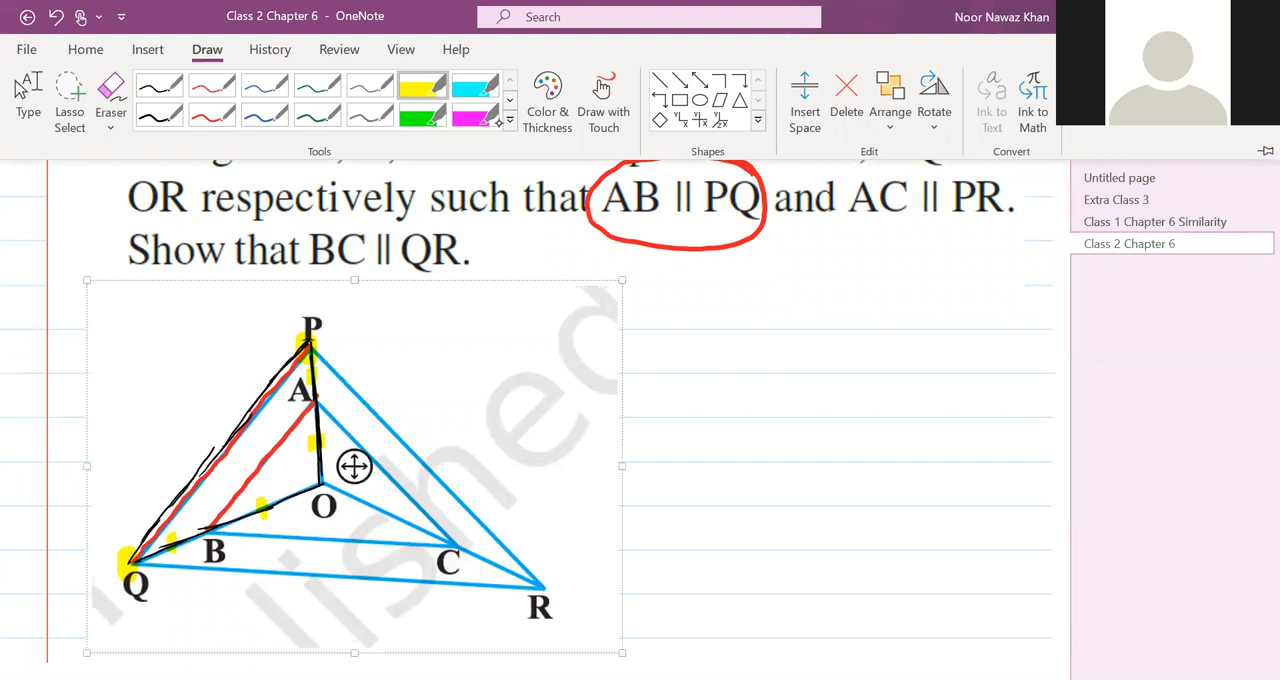 Class 2 Chapter 6 - OneNote
Search
Noor Nawaz Khan
File Home Insert Draw History Review View Help
Type
Lasso Select
Eraser
Color & Thickness
Draw with Touch
Insert Space
Delete
Arrange
Rotate
Ink to Text
Ink to Math
Tools Shapes Edit Convert
OR respectively such that AB || PQ and AC || PR.
Show that BC || QR.
P
A
O
B
C
Q
R
lished
Untitled page
Extra Class 3
Class 1 Chapter 6 Similarity
Class 2 Chapter 6